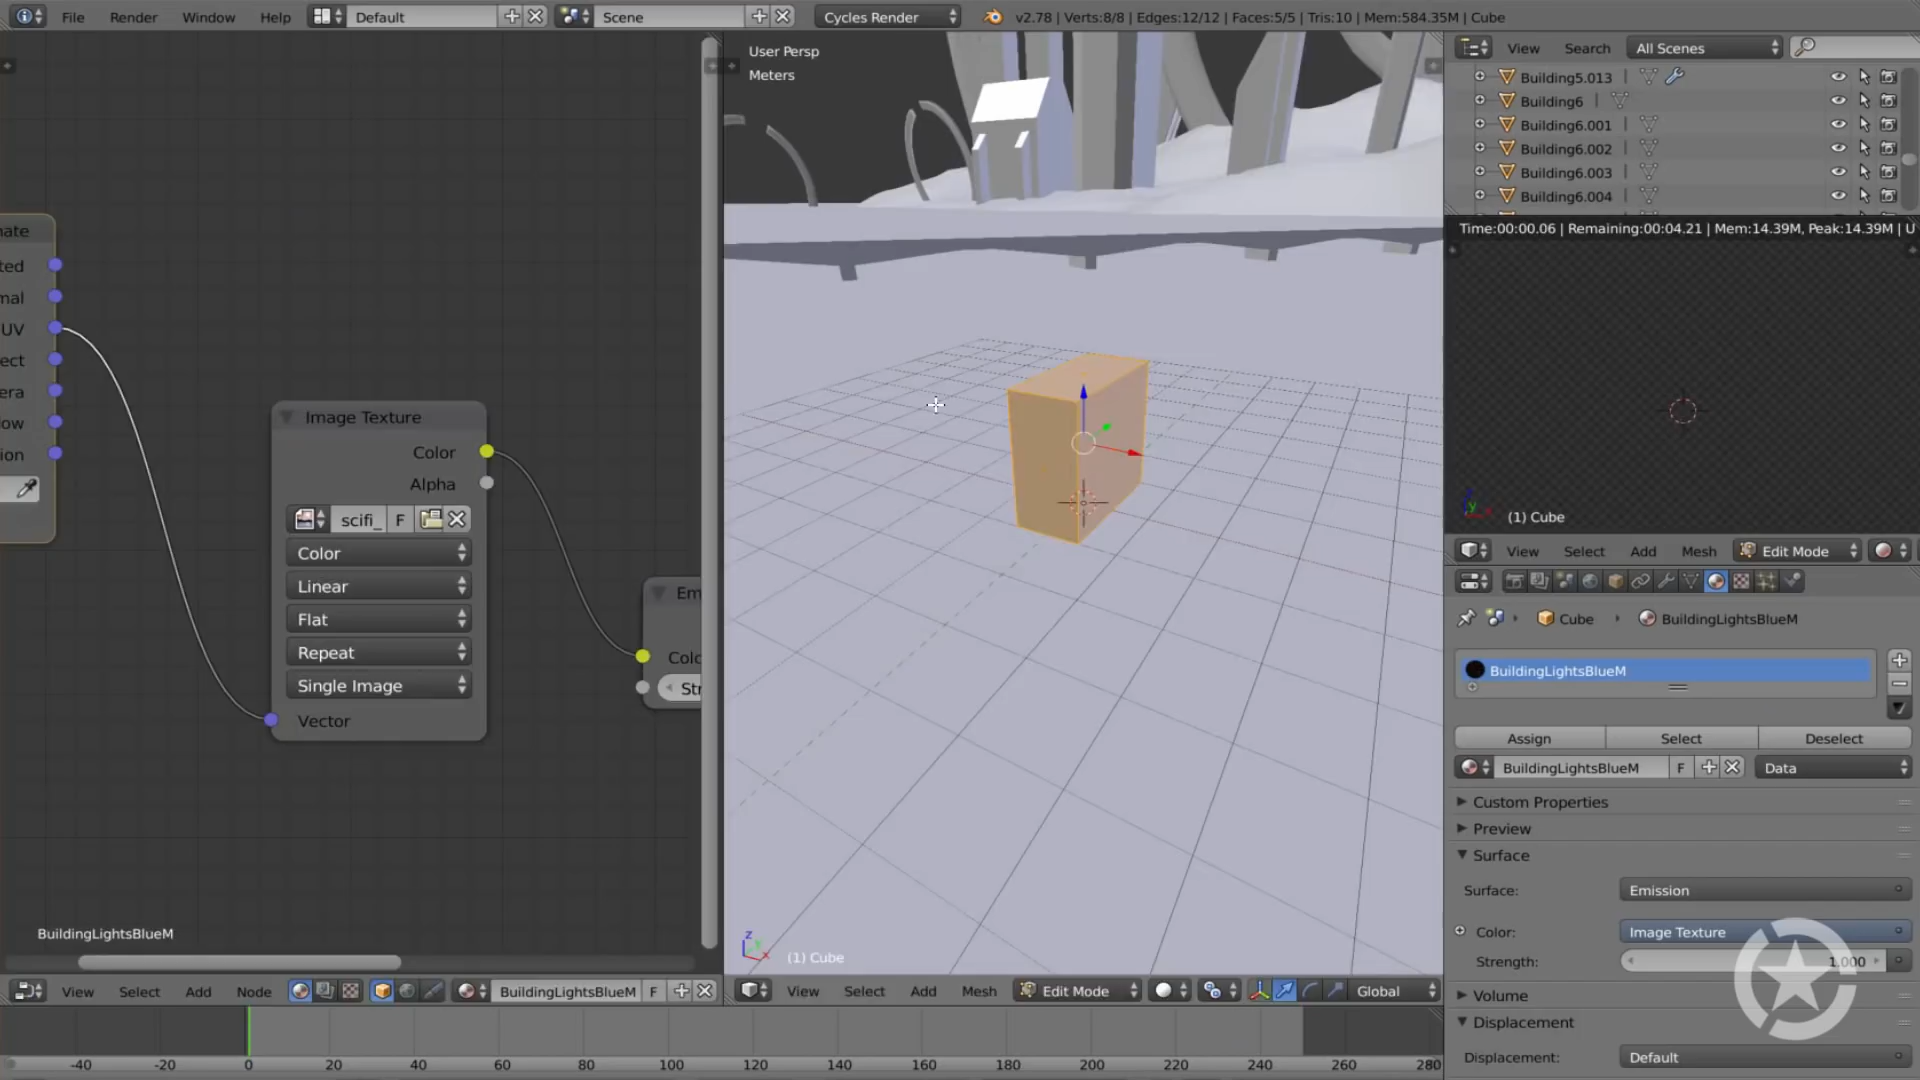 File Render Window Help Default Scene Cycles Render v2.78 | Verts:8/8 | Edges:12/12 | Faces:5/5 | Tris:10 | Mem:584.35M | Cube
User Persp
Meters
View Search All Scenes
Building5.013
Building6
Building6.001
Building6.002
Building6.003
Building6.004
Time:00:00.06 | Remaining:00:04.21 | Mem:14.39M, Peak:14.39M | U
nate
ted
mal
UV
ect
era
ow
ion
Image Texture
Color
Alpha
scifi_ F
Color
Linear
Flat
Repeat
Single Image
Vector
Em
Colo
Str
(1) Cube
View Select Add Mesh Edit Mode
Cube BuildingLightsBlueM
BuildingLightsBlueM
Assign Select Deselect
BuildingLightsBlueM F Data
Custom Properties
Preview
Surface
Surface: Emission
Color: Image Texture
Strength: 1.000
Volume
Displacement
Displacement: Default
BuildingLightsBlueM
z
y
x
(1) Cube
View Select Add Node BuildingLightsBlueM F
View Select Add Mesh Edit Mode Global
-40 -20 0 20 40 60 80 100 120 140 160 180 200 220 240 260 280